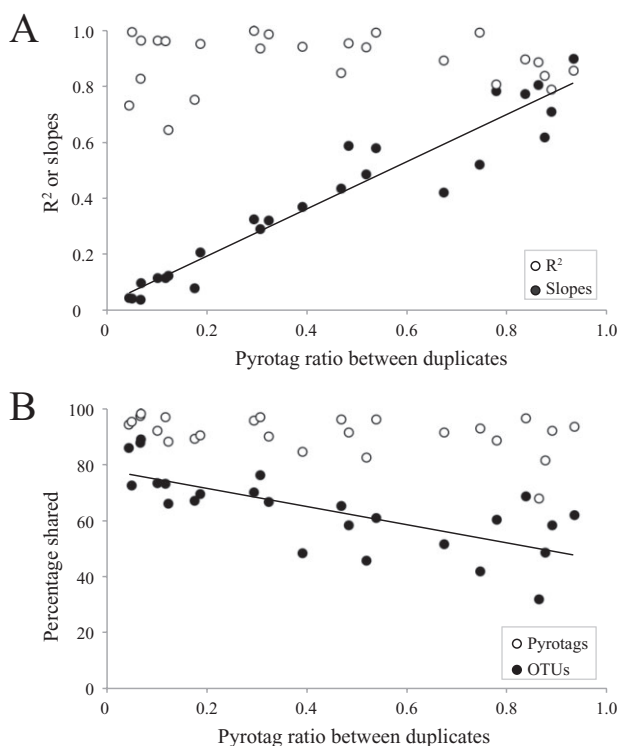 A
1.0
0.8
0.6
0.4
0.2
0
R² or slopes
R²
Slopes
0 0.2 0.4 0.6 0.8 1.0
Pyrotag ratio between duplicates
B
100
80
60
40
20
0
Percentage shared
Pyrotags
OTUs
0 0.2 0.4 0.6 0.8 1.0
Pyrotag ratio between duplicates